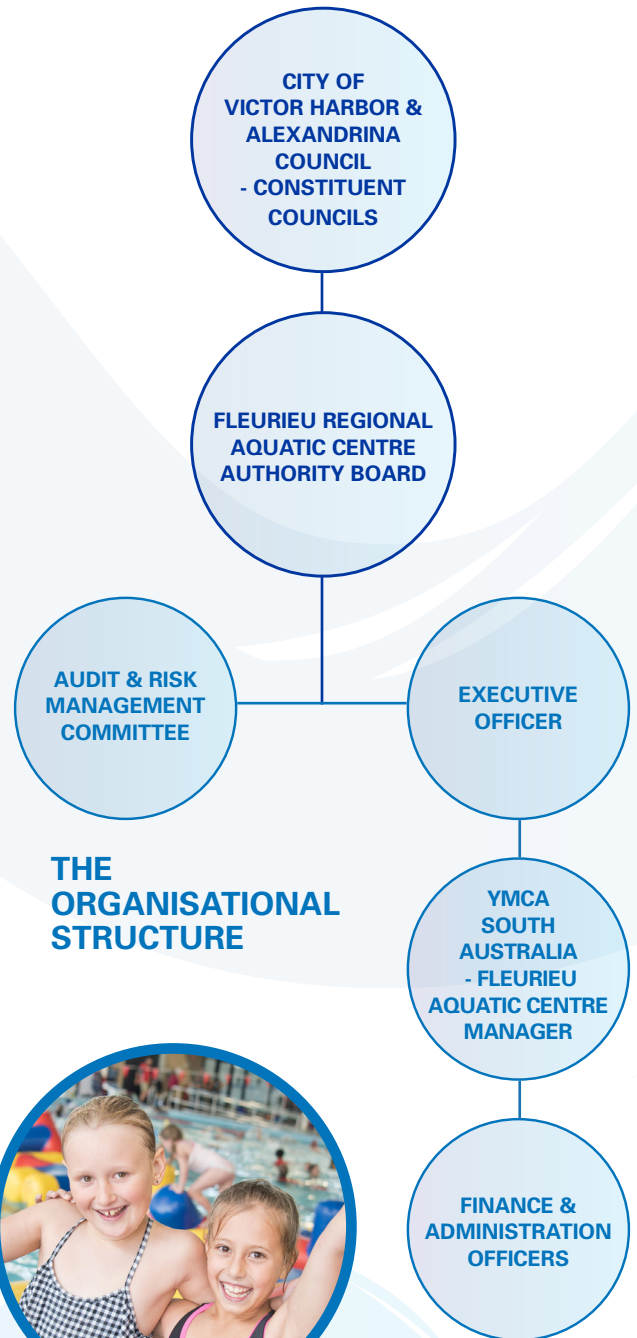 CITY OF
VICTOR HARBOR &
ALEXANDRINA
COUNCIL
- CONSTITUENT
COUNCILS
FLEURIEU REGIONAL
AQUATIC CENTRE
AUTHORITY BOARD
AUDIT & RISK
MANAGEMENT
COMMITTEE
EXECUTIVE
OFFICER
THE
ORGANISATIONAL
STRUCTURE
YMCA
SOUTH
AUSTRALIA
- FLEURIEU
AQUATIC CENTRE
MANAGER
FINANCE &
ADMINISTRATION
OFFICERS